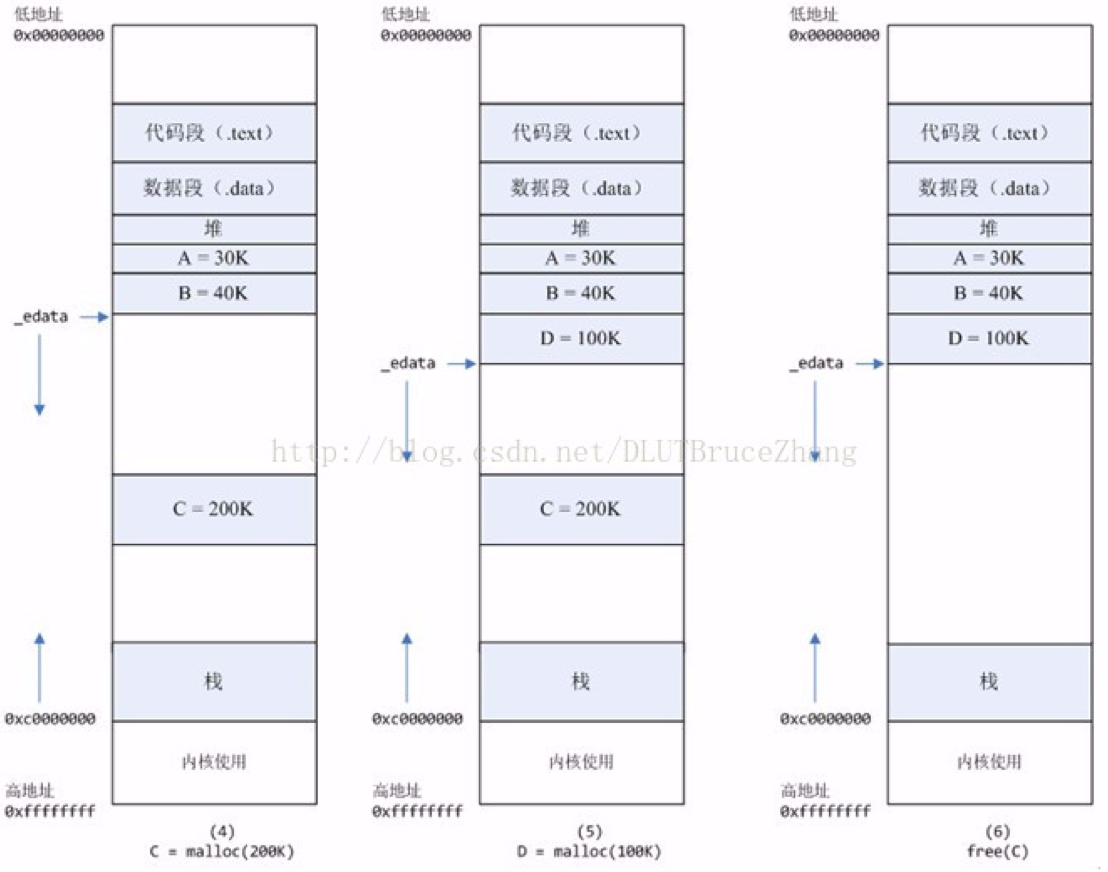 低地址
0x00000000
代码段（.text）
数据段（.data）
堆
A = 30K
B = 40K
_edata
C = 200K
栈
0xc0000000
内核使用
高地址
0xffffffff
(4)
C = malloc(200K)
低地址
0x00000000
代码段（.text）
数据段（.data）
堆
A = 30K
B = 40K
D = 100K
_edata
C = 200K
栈
0xc0000000
内核使用
高地址
0xffffffff
(5)
D = malloc(100K)
低地址
0x00000000
代码段（.text）
数据段（.data）
堆
A = 30K
B = 40K
D = 100K
_edata
栈
0xc0000000
内核使用
高地址
0xffffffff
(6)
free(C)
http://blog.csdn.net/DLUTBruceZhang